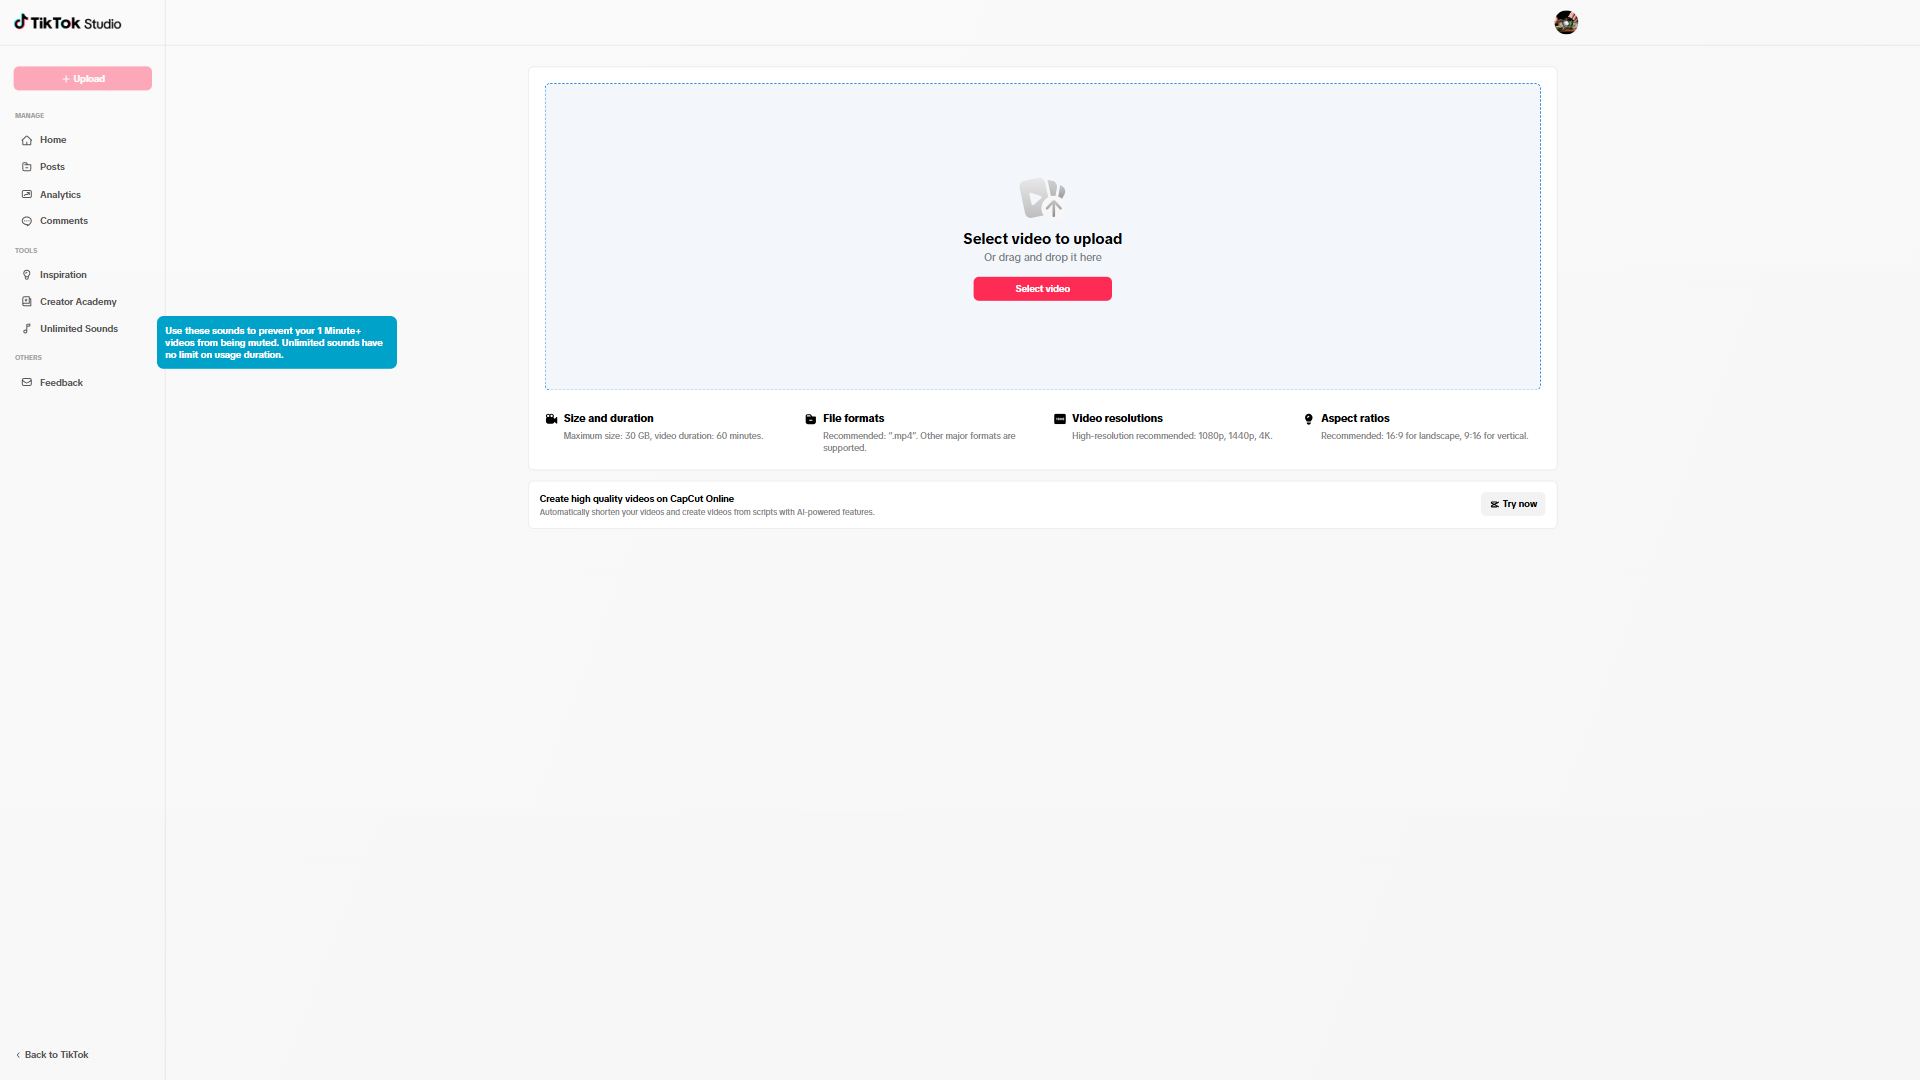 TikTok Studio
+ Upload
MANAGE
Home
Posts
Analytics
Comments
TOOLS
Inspiration
Creator Academy
Unlimited Sounds
Use these sounds to prevent your 1 Minute+
videos from being muted. Unlimited sounds have
no limit on usage duration.
OTHERS
Feedback
Back to TikTok
Select video to upload
Or drag and drop it here
Select video
Size and duration
Maximum size: 30 GB, video duration: 60 minutes.
File formats
Recommended: ".mp4". Other major formats are
supported.
Video resolutions
High-resolution recommended: 1080p, 1440p, 4K.
Aspect ratios
Recommended: 16:9 for landscape, 9:16 for vertical.
Create high quality videos on CapCut Online
Automatically shorten your videos and create videos from scripts with AI-powered features.
Try now